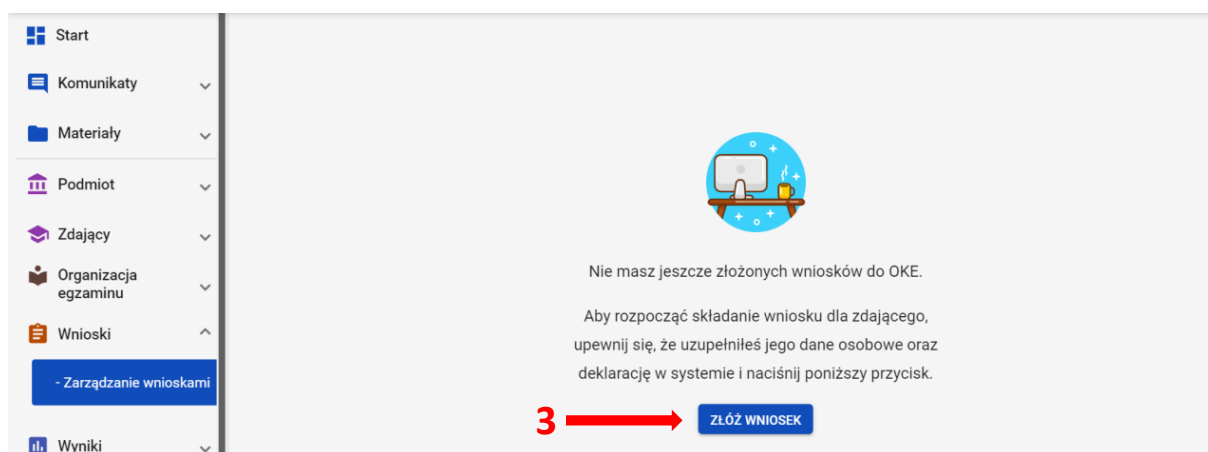 Start
Komunikaty
Materiały
Podmiot
Zdający
Organizacja
egzaminu
Wnioski
- Zarządzanie wnioskami
Wyniki
Nie masz jeszcze złożonych wniosków do OKE.
Aby rozpocząć składanie wniosku dla zdającego,
upewnij się, że uzupełniłeś jego dane osobowe oraz
deklarację w systemie i naciśnij poniższy przycisk.
3
ZŁÓŻ WNIOSEK